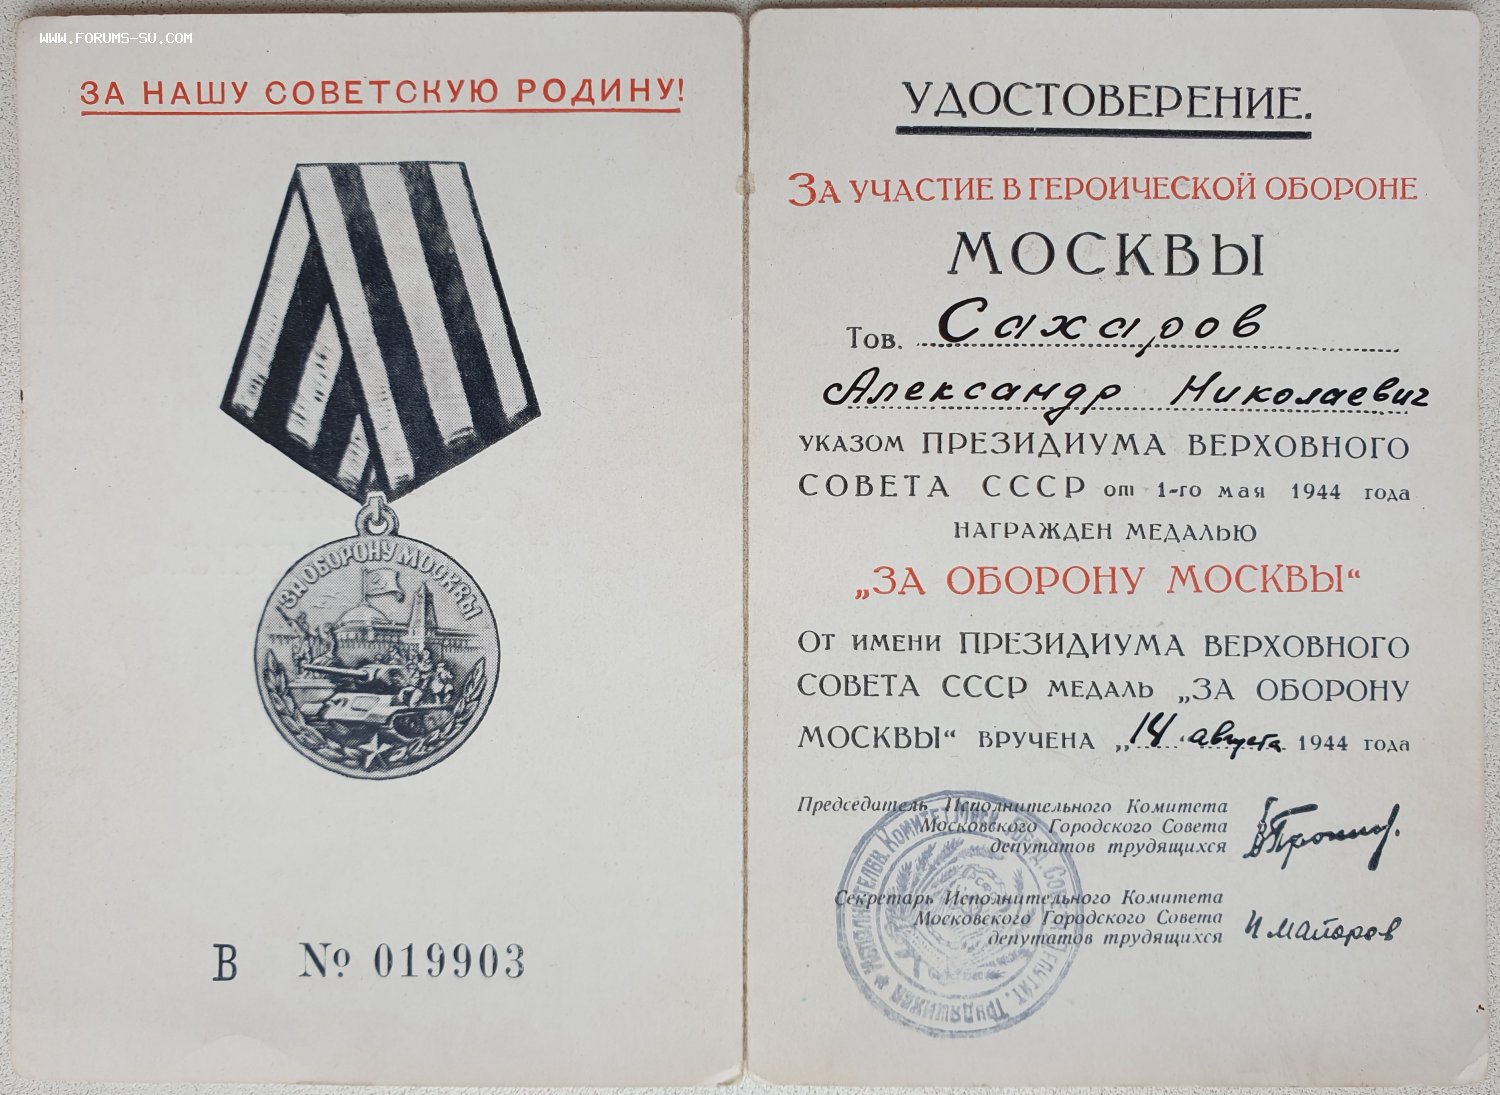 WWW.FORUMS-SU.COM
ЗА НАШУ СОВЕТСКУЮ РОДИНУ!
ЗА ОБОРОНУ МОСКВЫ
В № 019903
УДОСТОВЕРЕНИЕ.
ЗА УЧАСТИЕ В ГЕРОИЧЕСКОЙ ОБОРОНЕ
МОСКВЫ
Тов. Сахаров
Александр Николаевич
УКАЗОМ ПРЕЗИДИУМА ВЕРХОВНОГО
СОВЕТА СССР от 1-го мая 1944 года
НАГРАЖДЕН МЕДАЛЬЮ
„ЗА ОБОРОНУ МОСКВЫ“
ОТ ИМЕНИ ПРЕЗИДИУМА ВЕРХОВНОГО
СОВЕТА СССР МЕДАЛЬ „ЗА ОБОРОНУ
МОСКВЫ“ ВРУЧЕНА „14 августа 1944 года
Председатель Исполнительного Комитета
Московского Городского Совета
депутатов трудящихся
Секретарь Исполнительного Комитета
Московского Городского Совета
депутатов трудящихся
П Майоров